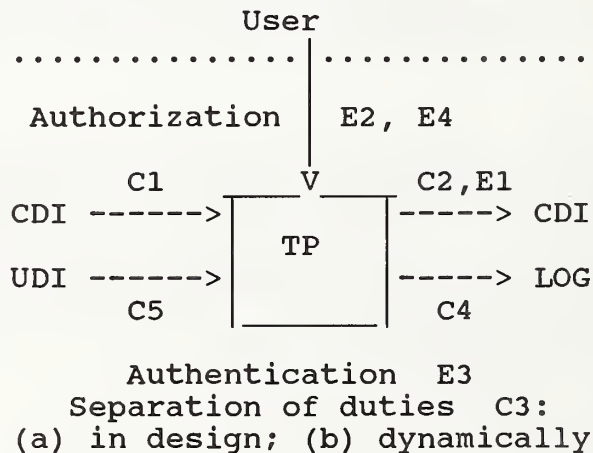 User
Authorization E2, E4
C1 V C2,E1
CDI ------> -----> CDI
TP
UDI ------> -----> LOG
C5 C4
Authentication E3
Separation of duties C3:
(a) in design; (b) dynamically